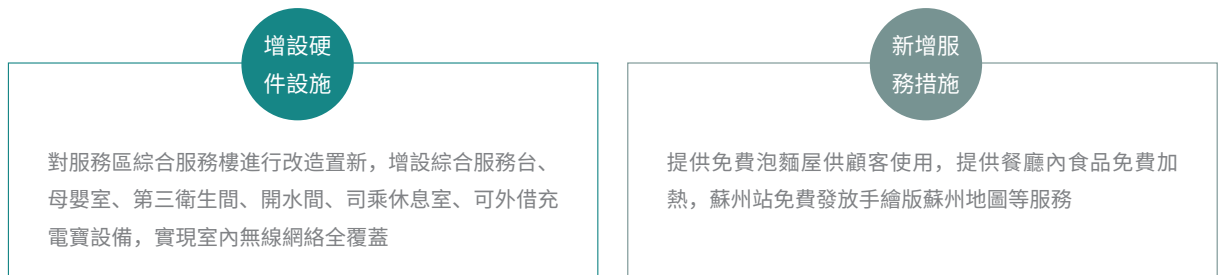 增設硬
件設施
對服務區綜合服務樓進行改造置新，增設綜合服務台、
母嬰室、第三衛生間、開水間、司乘休息室、可外借充
電寶設備，實現室內無線網絡全覆蓋
新增服
務措施
提供免費泡麵屋供顧客使用，提供餐廳內食品免費加
熱，蘇州站免費發放手繪版蘇州地圖等服務